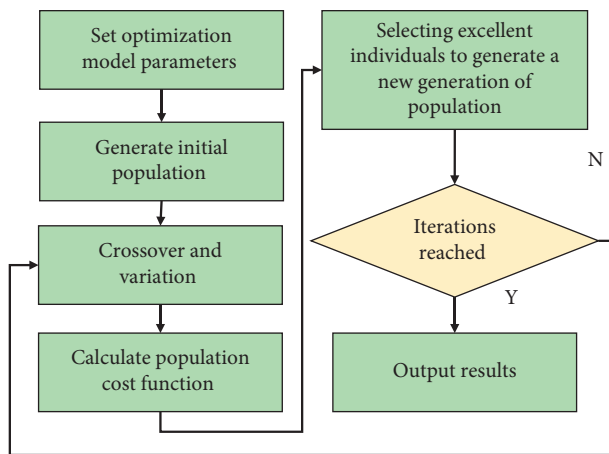 Set optimization
model parameters
Generate initial
population
Crossover and
variation
Calculate population
cost function
Selecting excellent
individuals to generate a
new generation of
population
N
Iterations
reached
Y
Output results